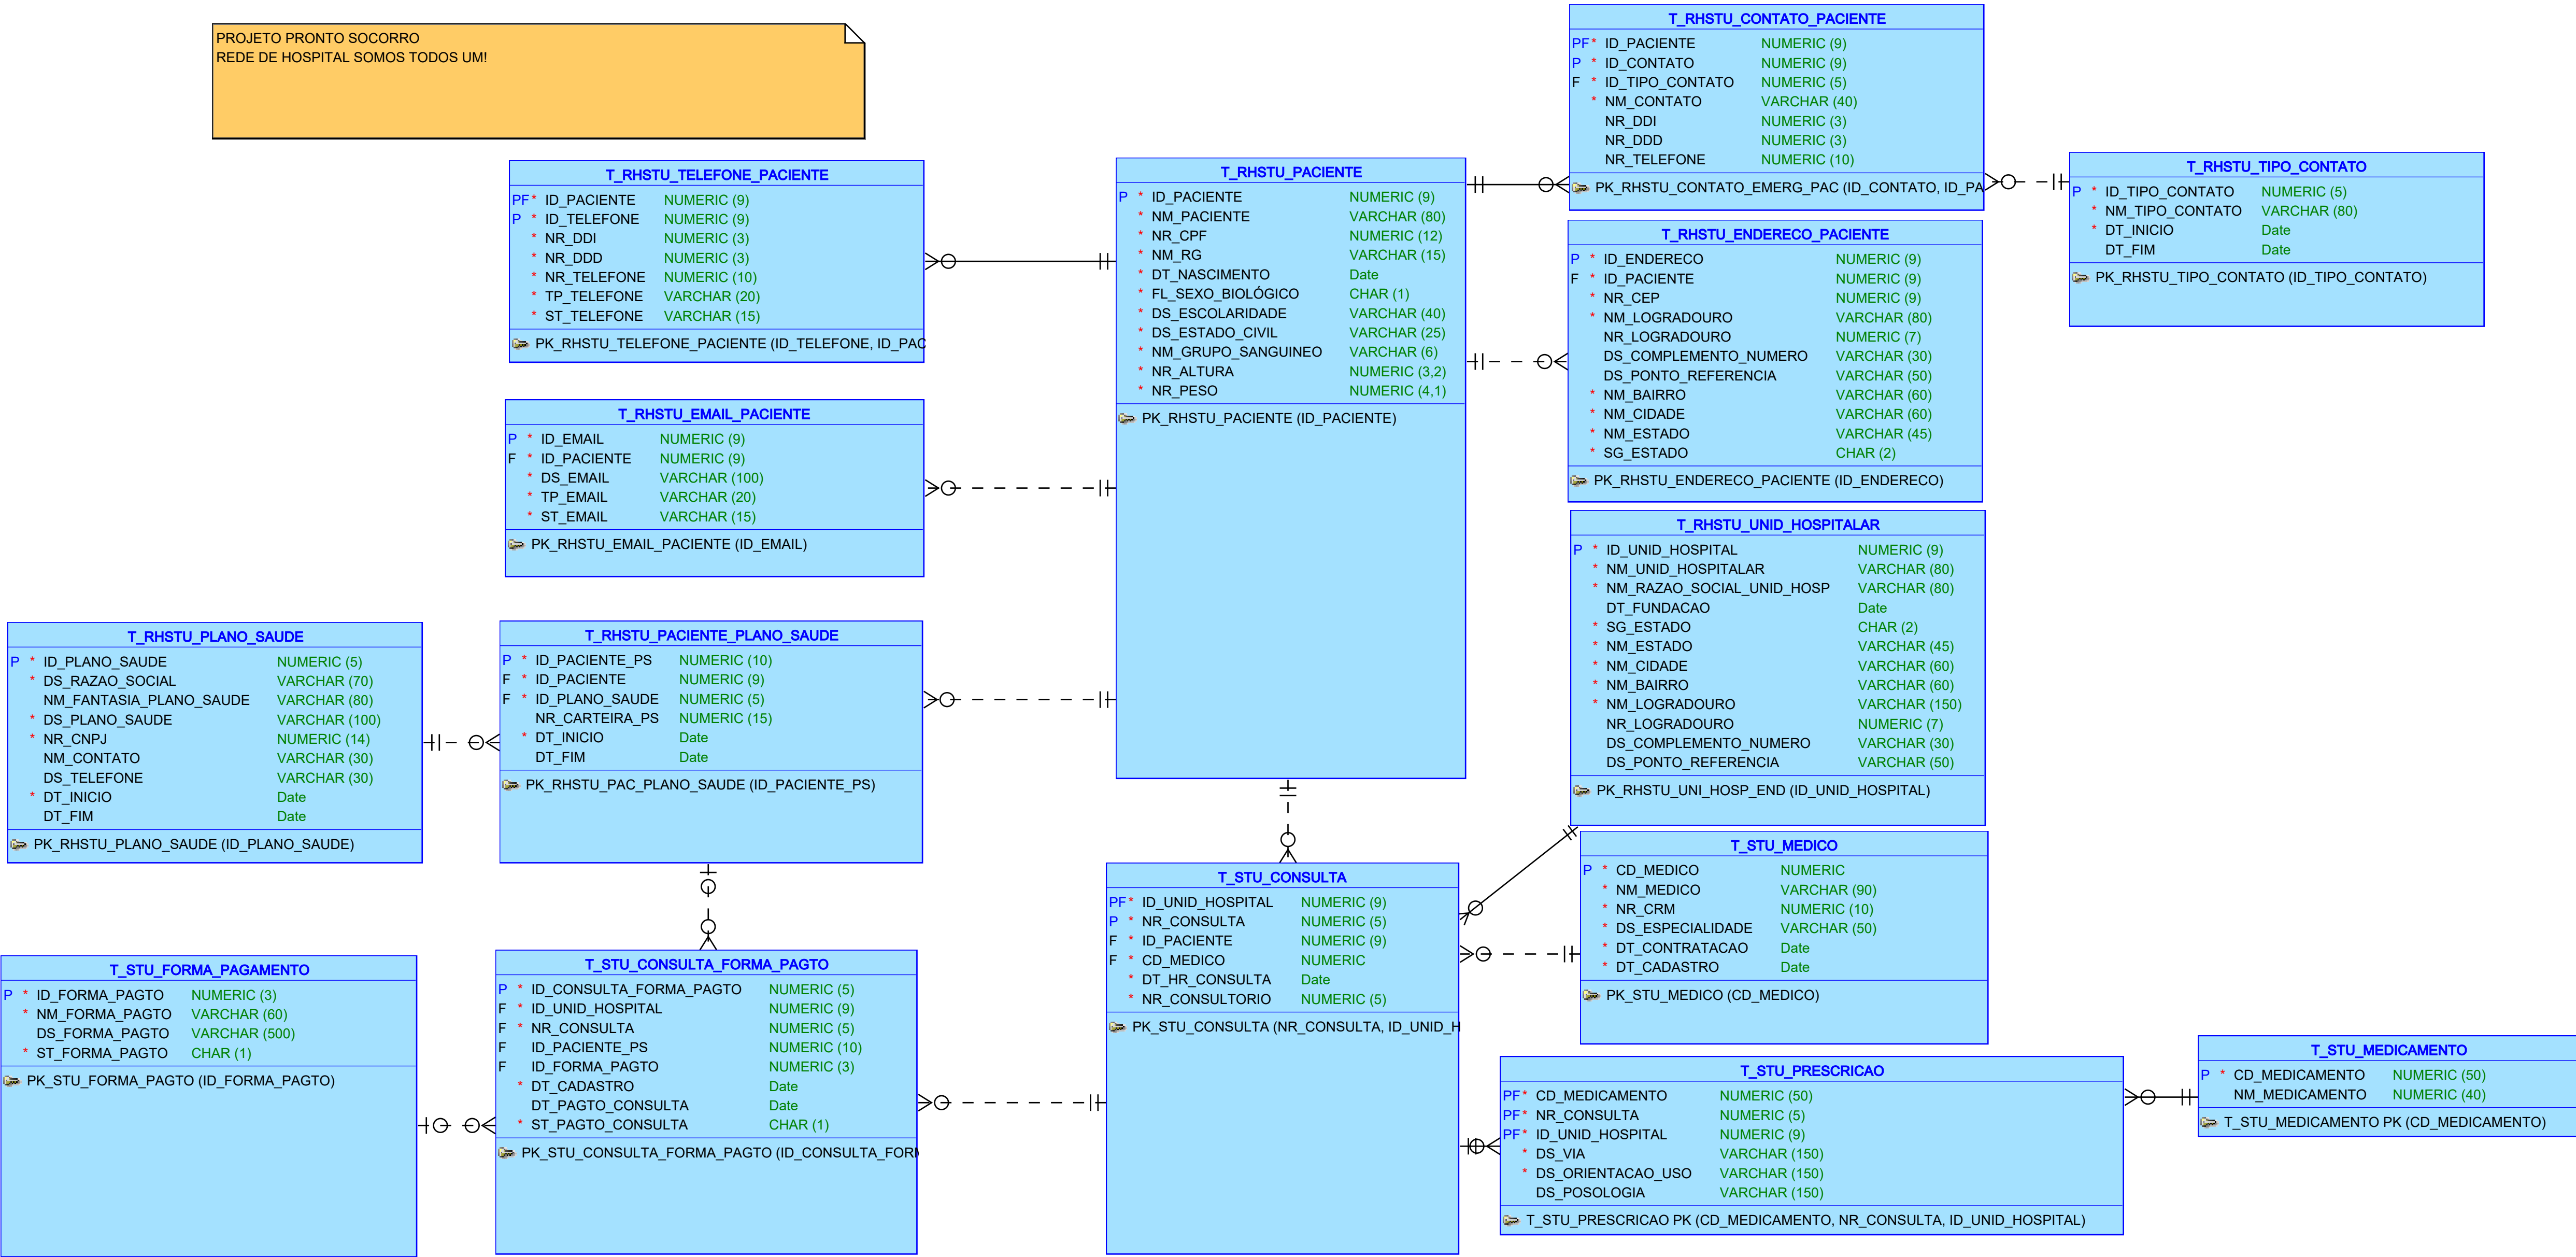 PROJETO PRONTO SOCORRO
REDE DE HOSPITAL SOMOS TODOS UM!
T_RHSTU_CONTATO_PACIENTE
PF * ID_PACIENTE NUMERIC (9)
P * ID_CONTATO NUMERIC (9)
F * ID_TIPO_CONTATO NUMERIC (5)
* NM_CONTATO VARCHAR (40)
NR_DDI NUMERIC (3)
NR_DDD NUMERIC (3)
NR_TELEFONE NUMERIC (10)
PK_RHSTU_CONTATO_EMERG_PAC (ID_CONTATO, ID_PA
T_RHSTU_TIPO_CONTATO
P * ID_TIPO_CONTATO NUMERIC (5)
* NM_TIPO_CONTATO VARCHAR (80)
* DT_INICIO Date
DT_FIM Date
PK_RHSTU_TIPO_CONTATO (ID_TIPO_CONTATO)
T_RHSTU_TELEFONE_PACIENTE
PF * ID_PACIENTE NUMERIC (9)
P * ID_TELEFONE NUMERIC (9)
* NR_DDI NUMERIC (3)
* NR_DDD NUMERIC (3)
* NR_TELEFONE NUMERIC (10)
* TP_TELEFONE VARCHAR (20)
* ST_TELEFONE VARCHAR (15)
PK_RHSTU_TELEFONE_PACIENTE (ID_TELEFONE, ID_PAC
T_RHSTU_PACIENTE
P * ID_PACIENTE NUMERIC (9)
* NM_PACIENTE VARCHAR (80)
* NR_CPF NUMERIC (12)
* NM_RG VARCHAR (15)
* DT_NASCIMENTO Date
* FL_SEXO_BIOLÓGICO CHAR (1)
* DS_ESCOLARIDADE VARCHAR (40)
* DS_ESTADO_CIVIL VARCHAR (25)
* NM_GRUPO_SANGUINEO VARCHAR (6)
* NR_ALTURA NUMERIC (3,2)
* NR_PESO NUMERIC (4,1)
PK_RHSTU_PACIENTE (ID_PACIENTE)
T_RHSTU_ENDERECO_PACIENTE
P * ID_ENDERECO NUMERIC (9)
F * ID_PACIENTE NUMERIC (9)
* NR_CEP NUMERIC (9)
* NM_LOGRADOURO VARCHAR (80)
NR_LOGRADOURO NUMERIC (7)
DS_COMPLEMENTO_NUMERO VARCHAR (30)
DS_PONTO_REFERENCIA VARCHAR (50)
* NM_BAIRRO VARCHAR (60)
* NM_CIDADE VARCHAR (60)
* NM_ESTADO VARCHAR (45)
* SG_ESTADO CHAR (2)
PK_RHSTU_ENDERECO_PACIENTE (ID_ENDERECO)
T_RHSTU_EMAIL_PACIENTE
P * ID_EMAIL NUMERIC (9)
F * ID_PACIENTE NUMERIC (9)
* DS_EMAIL VARCHAR (100)
* TP_EMAIL VARCHAR (20)
* ST_EMAIL VARCHAR (15)
PK_RHSTU_EMAIL_PACIENTE (ID_EMAIL)
T_RHSTU_UNID_HOSPITALAR
P * ID_UNID_HOSPITAL NUMERIC (9)
* NM_UNID_HOSPITALAR VARCHAR (80)
* NM_RAZAO_SOCIAL_UNID_HOSP VARCHAR (80)
DT_FUNDACAO Date
* SG_ESTADO CHAR (2)
* NM_ESTADO VARCHAR (45)
* NM_CIDADE VARCHAR (60)
* NM_BAIRRO VARCHAR (60)
* NM_LOGRADOURO VARCHAR (150)
NR_LOGRADOURO NUMERIC (7)
DS_COMPLEMENTO_NUMERO VARCHAR (30)
DS_PONTO_REFERENCIA VARCHAR (50)
PK_RHSTU_UNI_HOSP_END (ID_UNID_HOSPITAL)
T_RHSTU_PLANO_SAUDE
P * ID_PLANO_SAUDE NUMERIC (5)
* DS_RAZAO_SOCIAL VARCHAR (70)
NM_FANTASIA_PLANO_SAUDE VARCHAR (80)
* DS_PLANO_SAUDE VARCHAR (100)
* NR_CNPJ NUMERIC (14)
NM_CONTATO VARCHAR (30)
DS_TELEFONE VARCHAR (30)
* DT_INICIO Date
DT_FIM Date
PK_RHSTU_PLANO_SAUDE (ID_PLANO_SAUDE)
T_RHSTU_PACIENTE_PLANO_SAUDE
P * ID_PACIENTE_PS NUMERIC (10)
F * ID_PACIENTE NUMERIC (9)
F * ID_PLANO_SAUDE NUMERIC (5)
NR_CARTEIRA_PS NUMERIC (15)
* DT_INICIO Date
DT_FIM Date
PK_RHSTU_PAC_PLANO_SAUDE (ID_PACIENTE_PS)
T_STU_MEDICO
P * CD_MEDICO NUMERIC
* NM_MEDICO VARCHAR (90)
* NR_CRM NUMERIC (10)
* DS_ESPECIALIDADE VARCHAR (50)
* DT_CONTRATACAO Date
* DT_CADASTRO Date
PK_STU_MEDICO (CD_MEDICO)
T_STU_CONSULTA
PF * ID_UNID_HOSPITAL NUMERIC (9)
P * NR_CONSULTA NUMERIC (5)
F * ID_PACIENTE NUMERIC (9)
F * CD_MEDICO NUMERIC
* DT_HR_CONSULTA Date
* NR_CONSULTORIO NUMERIC (5)
PK_STU_CONSULTA (NR_CONSULTA, ID_UNID_H
T_STU_FORMA_PAGAMENTO
P * ID_FORMA_PAGTO NUMERIC (3)
* NM_FORMA_PAGTO VARCHAR (60)
DS_FORMA_PAGTO VARCHAR (500)
* ST_FORMA_PAGTO CHAR (1)
PK_STU_FORMA_PAGTO (ID_FORMA_PAGTO)
T_STU_CONSULTA_FORMA_PAGTO
P * ID_CONSULTA_FORMA_PAGTO NUMERIC (5)
F * ID_UNID_HOSPITAL NUMERIC (9)
F * NR_CONSULTA NUMERIC (5)
F ID_PACIENTE_PS NUMERIC (10)
F ID_FORMA_PAGTO NUMERIC (3)
* DT_CADASTRO Date
DT_PAGTO_CONSULTA Date
* ST_PAGTO_CONSULTA CHAR (1)
PK_STU_CONSULTA_FORMA_PAGTO (ID_CONSULTA_FORM
T_STU_PRESCRICAO
PF * CD_MEDICAMENTO NUMERIC (50)
PF * NR_CONSULTA NUMERIC (5)
PF * ID_UNID_HOSPITAL NUMERIC (9)
* DS_VIA VARCHAR (150)
* DS_ORIENTACAO_USO VARCHAR (150)
DS_POSOLOGIA VARCHAR (150)
T_STU_PRESCRICAO PK (CD_MEDICAMENTO, NR_CONSULTA, ID_UNID_HOSPITAL)
T_STU_MEDICAMENTO
P * CD_MEDICAMENTO NUMERIC (50)
NM_MEDICAMENTO NUMERIC (40)
T_STU_MEDICAMENTO PK (CD_MEDICAMENTO)